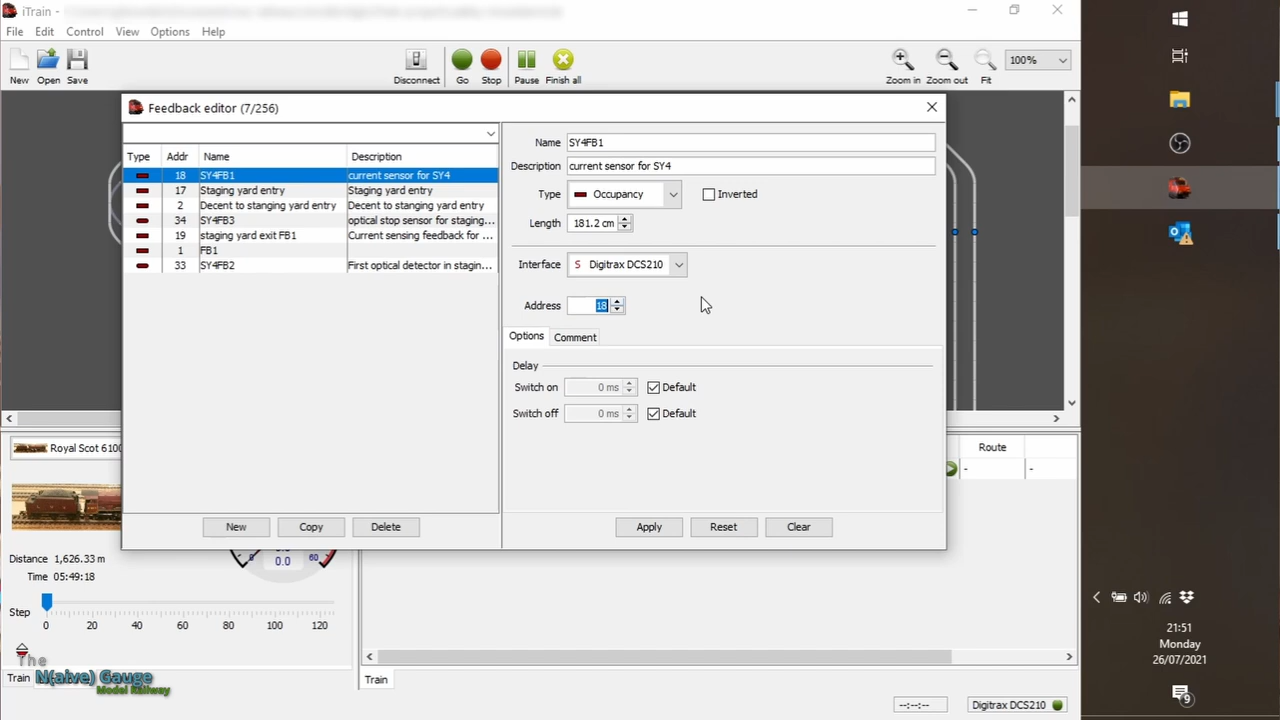 iTrain -
File Edit Control View Options Help
New Open Save Disconnect Go Stop Pause Finish all Zoom in Zoom out Fit 100%
Feedback editor (7/256)
Type Addr Name Description
18 SY4FB1 current sensor for SY4
17 Staging yard entry Staging yard entry
2 Decent to stanging yard entry Decent to stanging yard entry
34 SY4FB3 optical stop sensor for staging...
19 staging yard exit FB1 Current sensing feedback for ...
1 FB1
33 SY4FB2 First optical detector in stagin...
New Copy Delete
Name SY4FB1
Description current sensor for SY4
Type Occupancy Inverted
Length 181.2 cm
Interface S Digitrax DCS210
Address 18
Options Comment
Delay
Switch on 0 ms Default
Switch off 0 ms Default
Apply Reset Clear
Royal Scot 6100
Route
- -
Distance 1,626.33 m
Time 05:49:18
0 0.0 60
Step
0 20 40 60 80 100 120
Train
Train
The
N(aive) Gauge
Model Railway
--:--:-- Digitrax DCS210
21:51
Monday
26/07/2021
9